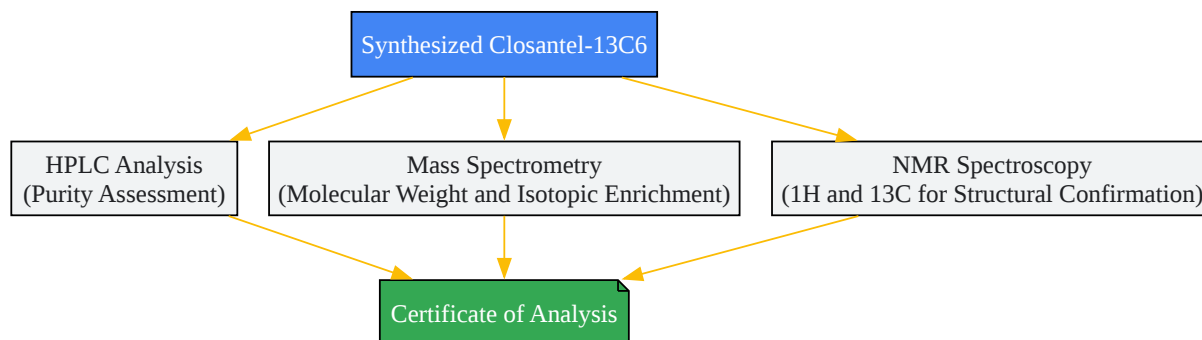 Synthesized Closantel-13C6
HPLC Analysis
(Purity Assessment)
Mass Spectrometry
(Molecular Weight and Isotopic Enrichment)
NMR Spectroscopy
(1H and 13C for Structural Confirmation)
Certificate of Analysis